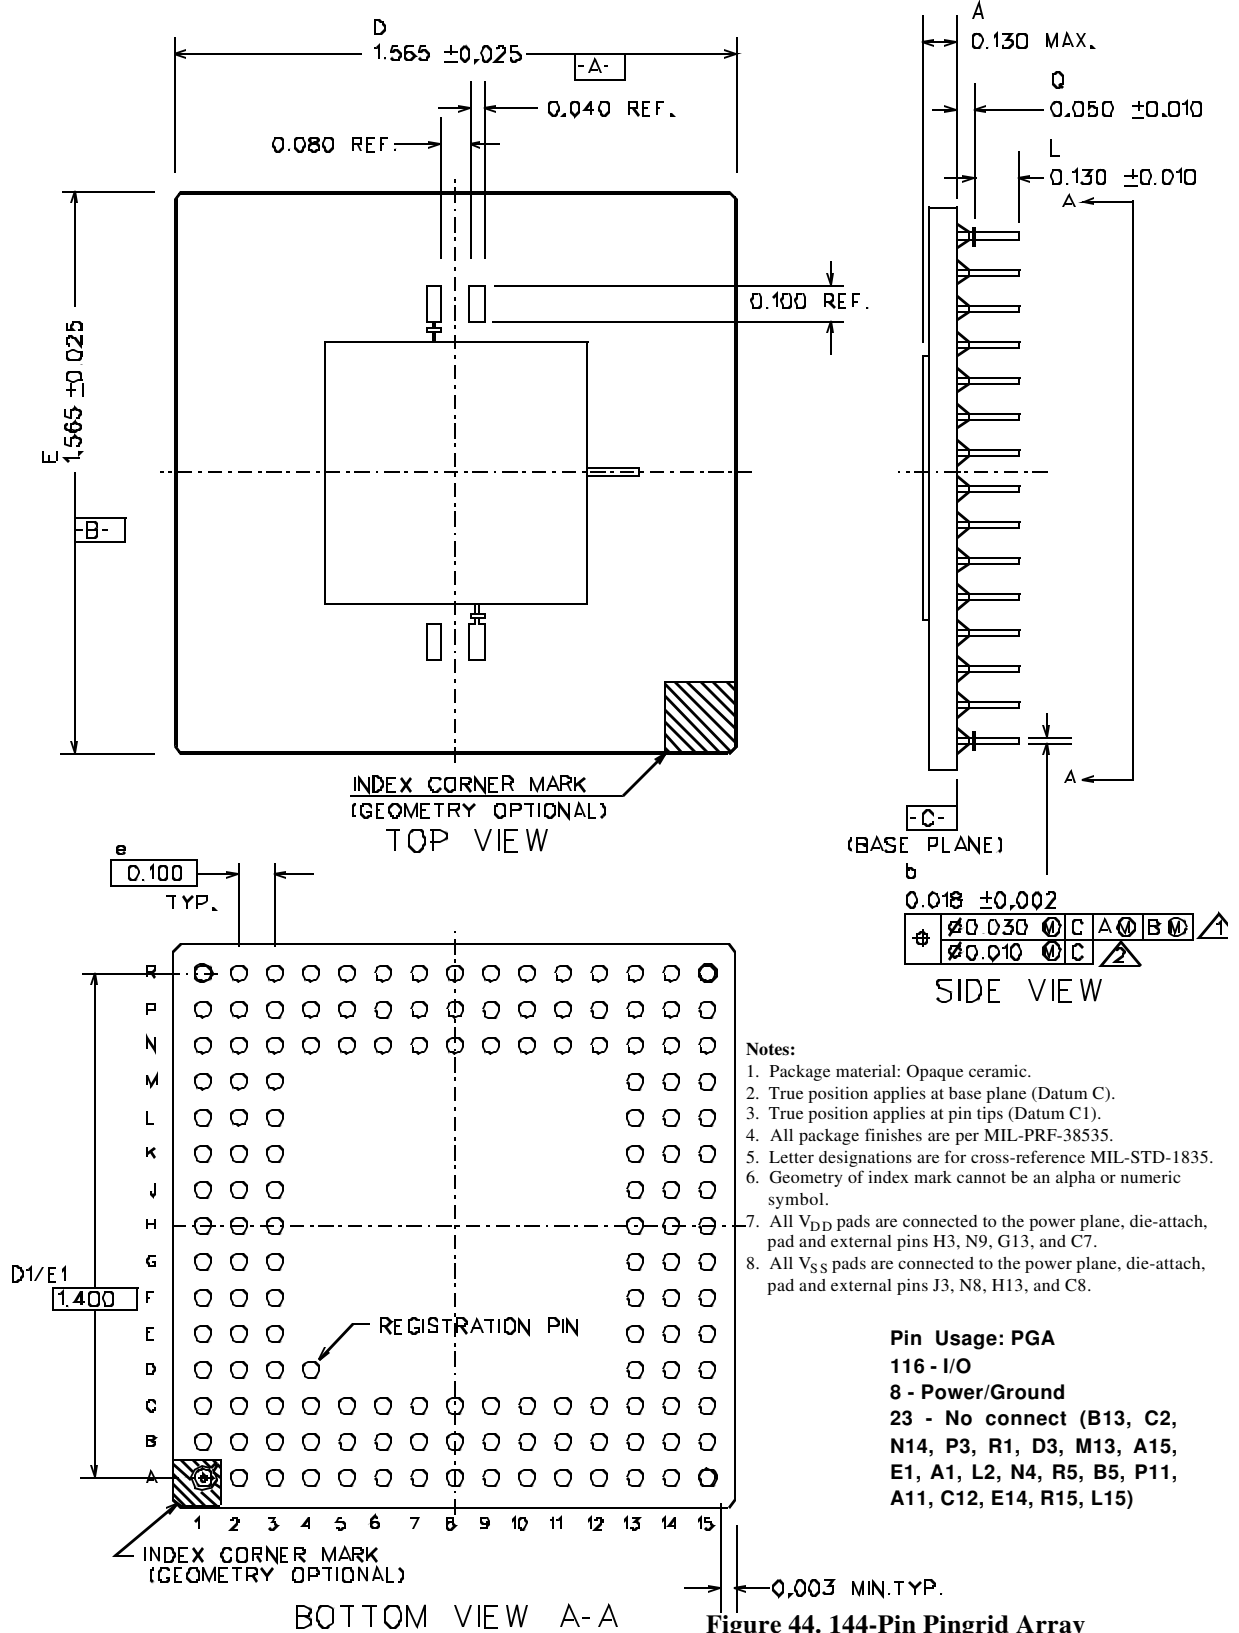 D
1.565 ±0.025
-A-
0.040 REF.
0.080 REF.
A
0.130 MAX.
Q
0.050 ±0.010
L
0.130 ±0.010
A
0.100 REF.
E
1.565 ±0.025
-B-
INDEX CORNER MARK
(GEOMETRY OPTIONAL)
TOP VIEW
A
-C-
(BASE PLANE)
b
0.018 ±0.002
⌖ Ø0.030 Ⓜ C A Ⓜ B Ⓜ 1
Ø0.010 Ⓜ C 2
SIDE VIEW
e
0.100
TYP.
R
P
N
M
L
K
J
H
G
F
E
D
C
B
A
D1/E1
1.400
REGISTRATION PIN
1 2 3 4 5 6 7 8 9 10 11 12 13 14 15
INDEX CORNER MARK
(GEOMETRY OPTIONAL)
0.003 MIN.TYP.
BOTTOM VIEW A-A
Notes:
1. Package material: Opaque ceramic.
2. True position applies at base plane (Datum C).
3. True position applies at pin tips (Datum C1).
4. All package finishes are per MIL-PRF-38535.
5. Letter designations are for cross-reference MIL-STD-1835.
6. Geometry of index mark cannot be an alpha or numeric
symbol.
7. All VDD pads are connected to the power plane, die-attach,
pad and external pins H3, N9, G13, and C7.
8. All VSS pads are connected to the power plane, die-attach,
pad and external pins J3, N8, H13, and C8.
Pin Usage: PGA
116 - I/O
8 - Power/Ground
23 - No connect (B13, C2,
N14, P3, R1, D3, M13, A15,
E1, A1, L2, N4, R5, B5, P11,
A11, C12, E14, R15, L15)
Figure 44. 144-Pin Pingrid Array